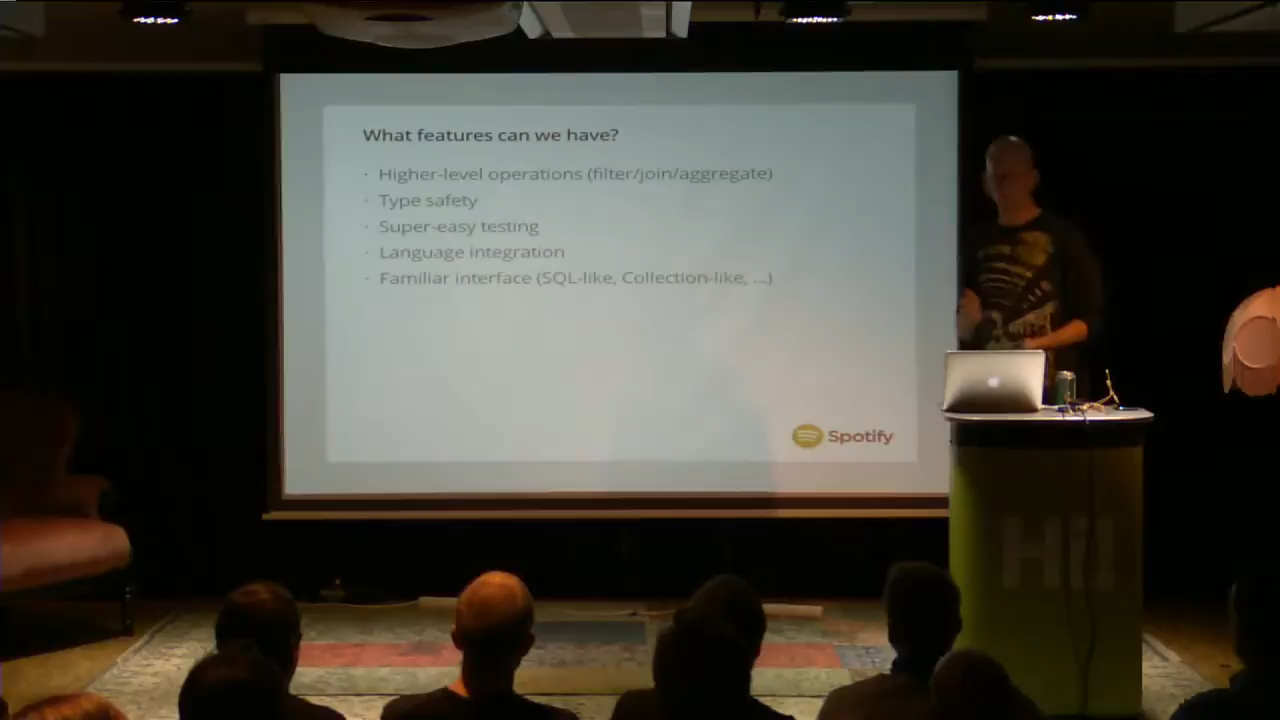 What features can we have?
· Higher-level operations (filter/join/aggregate)
· Type safety
· Super-easy testing
· Language integration
· Familiar interface (SQL-like, Collection-like, ...)
Spotify
Hi!